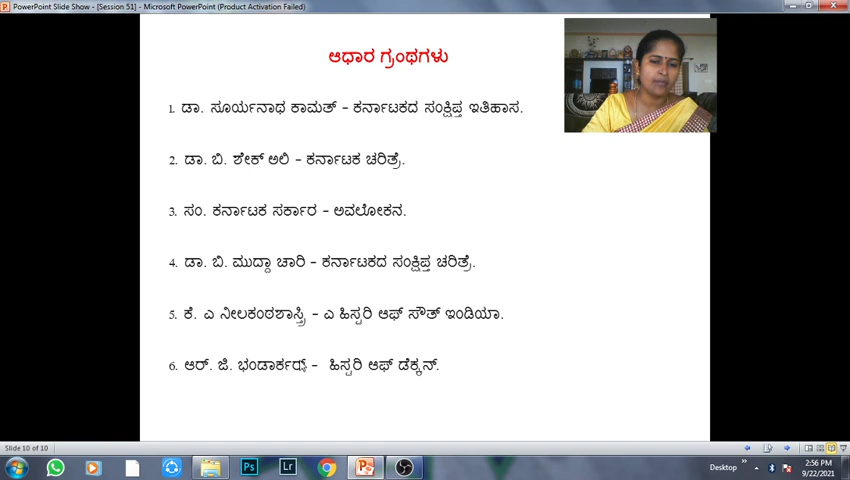 PowerPoint Slide Show - [Session 51] - Microsoft PowerPoint (Product Activation Failed)
ಆಧಾರ ಗ್ರಂಥಗಳು
1. ಡಾ. ಸೂರ್ಯನಾಥ ಕಾಮತ್ – ಕರ್ನಾಟಕದ ಸಂಕ್ಷಿಪ್ತ ಇತಿಹಾಸ.
2. ಡಾ. ಬಿ. ಶೇಕ್ ಅಲಿ – ಕರ್ನಾಟಕ ಚರಿತ್ರೆ.
3. ಸಂ. ಕರ್ನಾಟಕ ಸರ್ಕಾರ – ಅವಲೋಕನ.
4. ಡಾ. ಬಿ. ಮುದ್ದಾ ಚಾರಿ – ಕರ್ನಾಟಕದ ಸಂಕ್ಷಿಪ್ತ ಚರಿತ್ರೆ.
5. ಕೆ. ಎ ನೀಲಕಂಠಶಾಸ್ತ್ರಿ – ಎ ಹಿಸ್ಟರಿ ಆಫ್ ಸೌತ್ ಇಂಡಿಯಾ.
6. ಆರ್. ಜಿ. – ಹಿಸ್ಟರಿ ಆಫ್ ಡೆಕ್ಕನ್.
Slide 10 of 10
Ps
Lr
Desktop
2:56 PM
9/22/2021